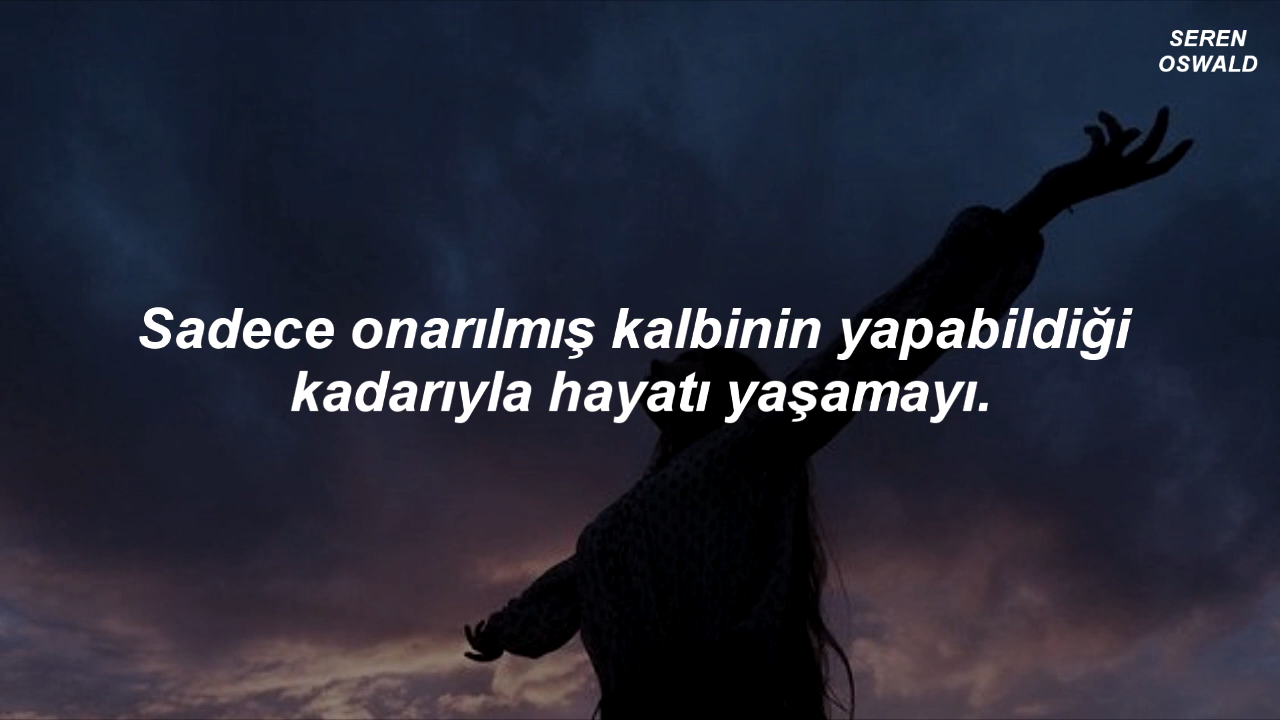 SEREN
OSWALD
Sadece onarılmış kalbinin yapabildiği
kadarıyla hayatı yaşamayı.